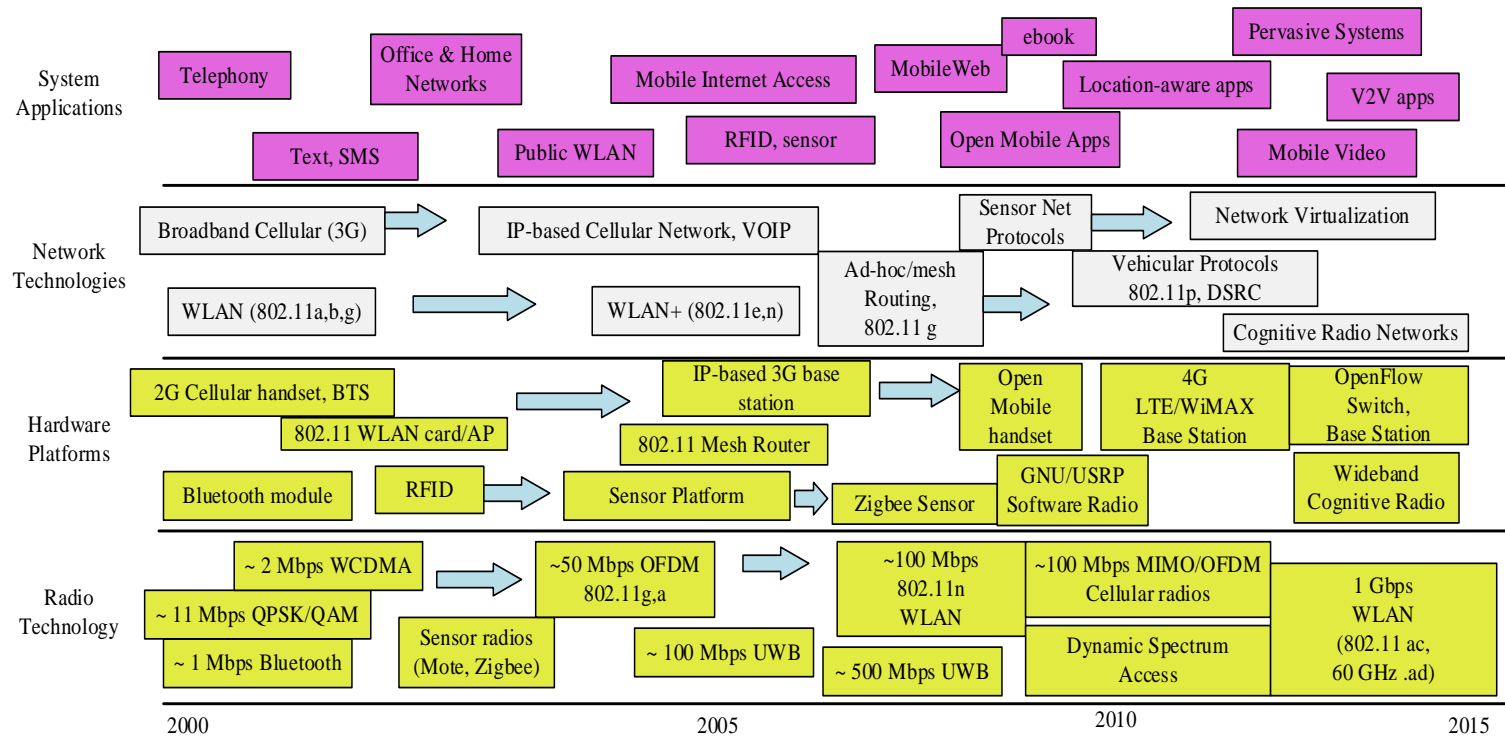 System
Applications
Telephony
Office & Home
Networks
Mobile Internet Access
MobileWeb
ebook
Location-aware apps
Pervasive Systems
V2V apps
Text, SMS
Public WLAN
RFID, sensor
Open Mobile Apps
Mobile Video
Network
Technologies
Broadband Cellular (3G)
IP-based Cellular Network, VOIP
Sensor Net
Protocols
Network Virtualization
WLAN (802.11a,b,g)
WLAN+ (802.11e,n)
Ad-hoc/mesh
Routing,
802.11 g
Vehicular Protocols
802.11p, DSRC
Cognitive Radio Networks
Hardware
Platforms
2G Cellular handset, BTS
802.11 WLAN card/AP
IP-based 3G base
station
802.11 Mesh Router
Open
Mobile
handset
4G
LTE/WiMAX
Base Station
OpenFlow
Switch,
Base Station
Bluetooth module
RFID
Sensor Platform
Zigbee Sensor
GNU/USRP
Software Radio
Wideband
Cognitive Radio
Radio
Technology
~ 2 Mbps WCDMA
~ 11 Mbps QPSK/QAM
~ 1 Mbps Bluetooth
Sensor radios
(Mote, Zigbee)
~50 Mbps OFDM
802.11g,a
~ 100 Mbps UWB
~100 Mbps
802.11n
WLAN
~ 500 Mbps UWB
~100 Mbps MIMO/OFDM
Cellular radios
Dynamic Spectrum
Access
1 Gbps
WLAN
(802.11 ac,
60 GHz .ad)
2000
2005
2010
2015